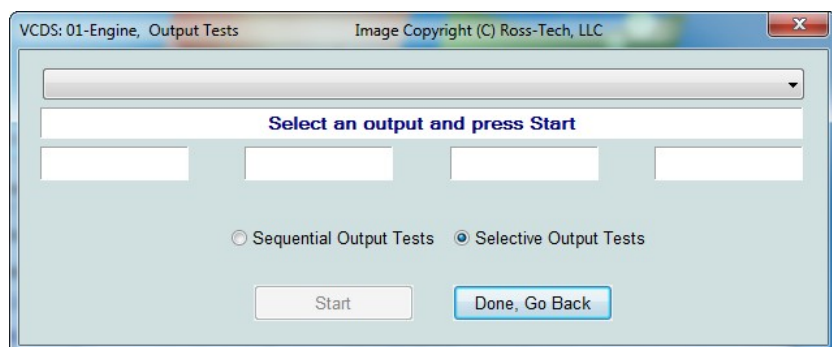 VCDS: 01-Engine, Output Tests Image Copyright (C) Ross-Tech, LLC
Select an output and press Start
Sequential Output Tests Selective Output Tests
Start Done, Go Back